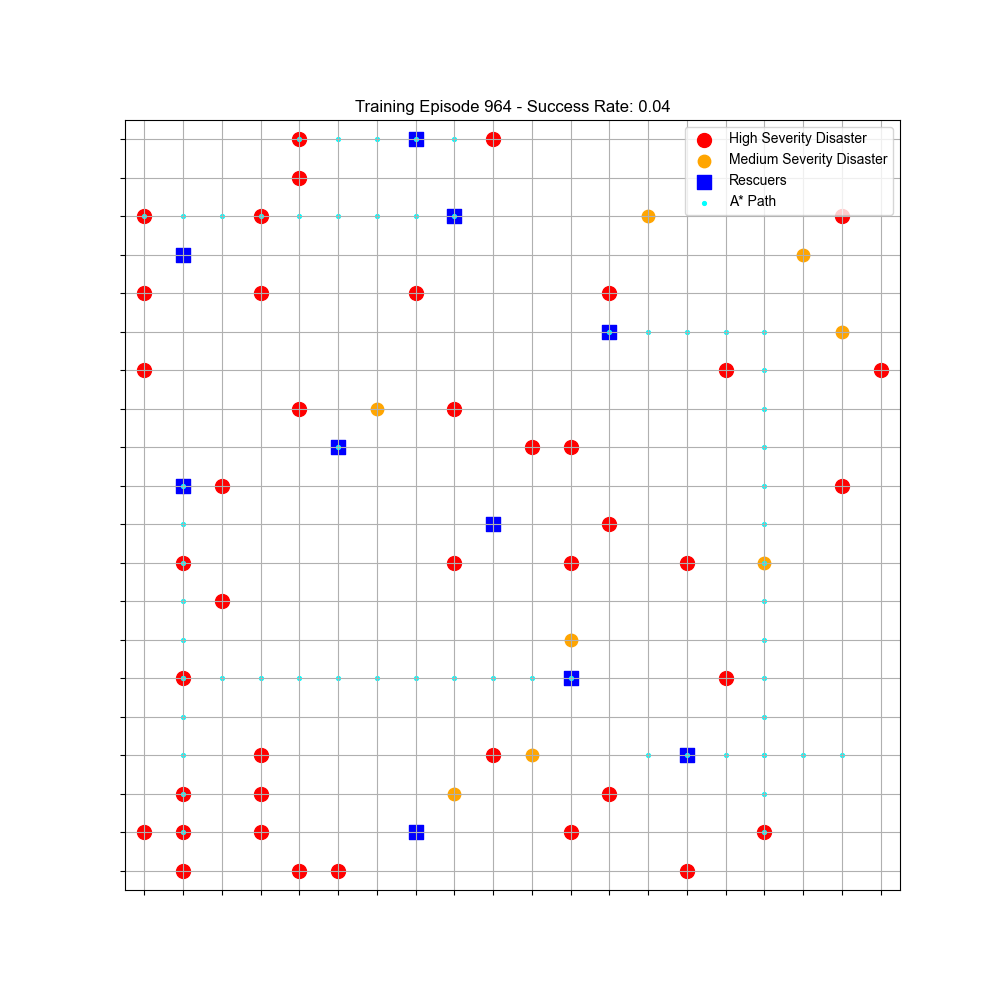 Training Episode 964 - Success Rate: 0.04
High Severity Disaster
Medium Severity Disaster
Rescuers
A* Path